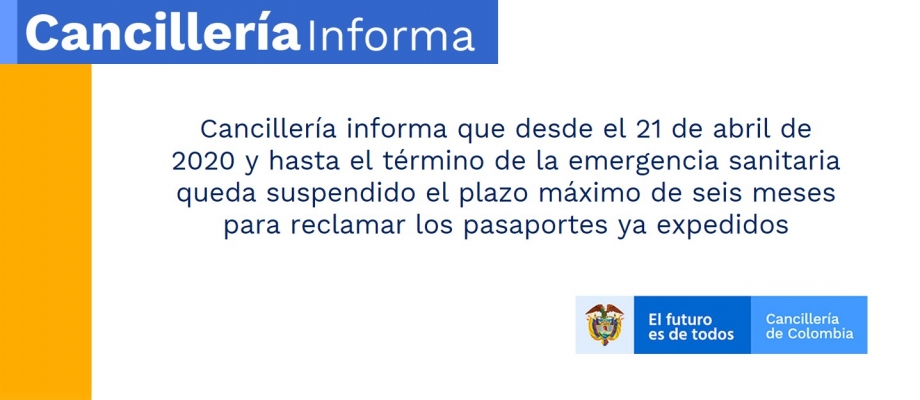 Cancillería Informa
Cancillería informa que desde el 21 de abril de
2020 y hasta el término de la emergencia sanitaria
queda suspendido el plazo máximo de seis meses
para reclamar los pasaportes ya expedidos
El futuro
es de todos
Cancillería
de Colombia